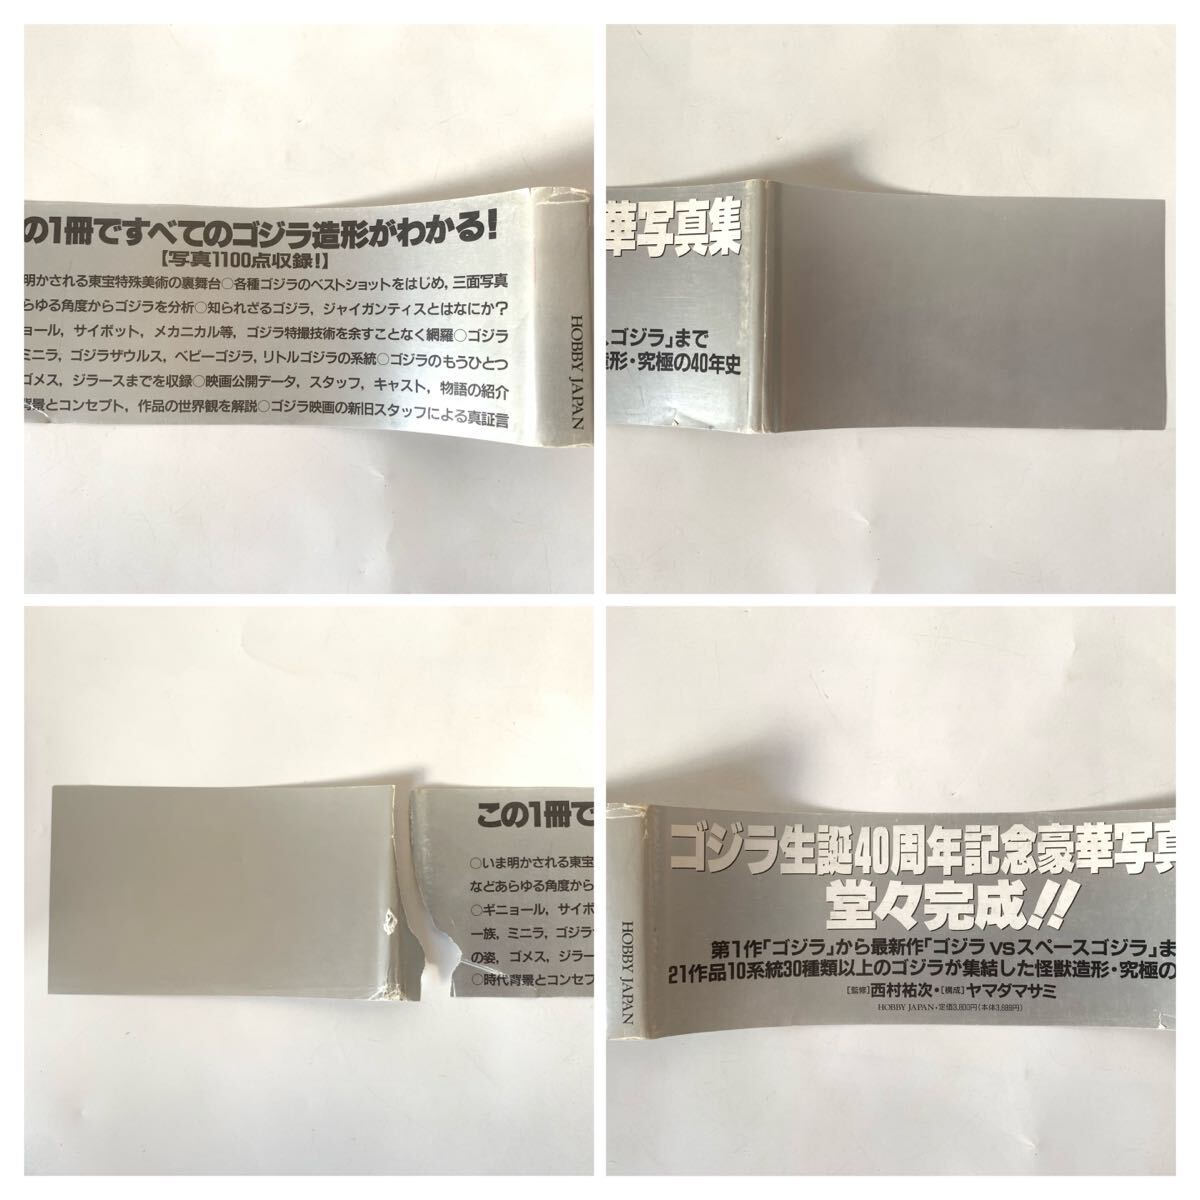 の1冊ですべてのゴジラ造形がわかる!
【写真1100点収録!】
明かされる東宝特殊美術の裏舞台○各種ゴジラのベストショットをはじめ,三面写真
らゆる角度からゴジラを分析○知られざるゴジラ,ジャイガンティスとはなにか?
ョール,サイボット,メカニカル等,ゴジラ特撮技術を余すことなく網羅○ゴジラ
ミニラ,ゴジラザウルス,ベビーゴジラ,リトルゴジラの系統○ゴジラのもうひとつ
ゴメス,ジラースまでを収録○映画公開データ,スタッフ,キャスト,物語の紹介
背景とコンセプト,作品の世界観を解説○ゴジラ映画の新旧スタッフによる真証言
HOBBY JAPAN
華写真集
ゴジラ」まで
造形・究極の40年史
この1冊で
○いま明かされる東宝
などあらゆる角度から
○ギニョール,サイボ
一族,ミニラ,ゴジラ
の姿,ゴメス,ジラー
○時代背景とコンセプ
HOBBY JAPAN
ゴジラ生誕40周年記念豪華写真
堂々完成!!
第1作「ゴジラ」から最新作「ゴジラvsスペースゴジラ」ま
21作品10系統30種類以上のゴジラが集結した怪獣造形・究極の
[監修]西村祐次・[構成]ヤマダマサミ
HOBBY JAPAN・定価3,800円(本体3,689円)